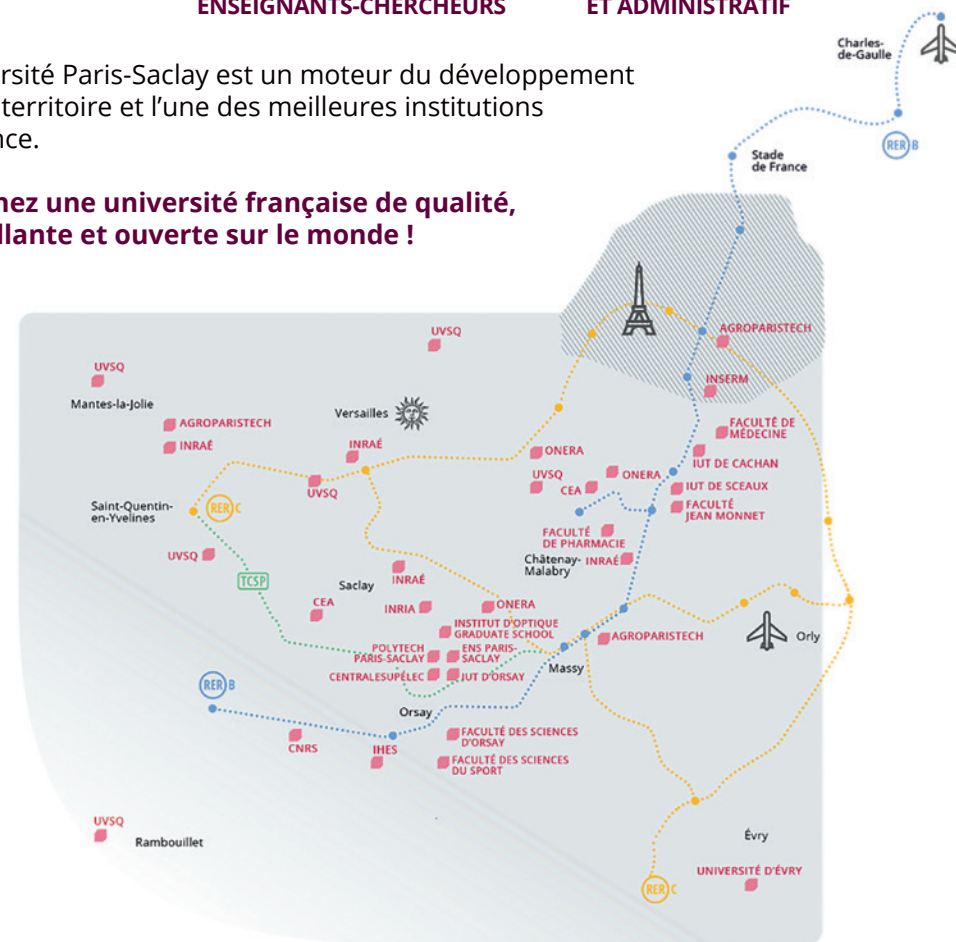 ENSEIGNANTS-CHERCHEURS
ET ADMINISTRATIF
Charles-
de-Gaulle
ersité Paris-Saclay est un moteur du développement
territoire et l'une des meilleures institutions
nce.
RER B
Stade
de France
nez une université française de qualité,
llante et ouverte sur le monde !
AGROPARISTECH
UVSQ
UVSQ
INSERM
Mantes-la-Jolie
Versailles
AGROPARISTECH
FACULTÉ DE
MÉDECINE
INRAÉ
INRAÉ
ONERA
IUT DE CACHAN
UVSQ
UVSQ
ONERA
CEA
IUT DE SCEAUX
Saint-Quentin-
en-Yvelines
RER C
FACULTÉ
JEAN MONNET
FACULTÉ
DE PHARMACIE
UVSQ
Châtenay-
Malabry
INRAÉ
TCSP
Saclay
INRAÉ
CEA
INRIA
ONERA
INSTITUT D'OPTIQUE
GRADUATE SCHOOL
AGROPARISTECH
Orly
POLYTECH
PARIS-SACLAY
ENS PARIS-
SACLAY
Massy
CENTRALESUPÉLEC
IUT D'ORSAY
RER B
Orsay
FACULTÉ DES SCIENCES
D'ORSAY
CNRS
IHES
FACULTÉ DES SCIENCES
DU SPORT
UVSQ
Rambouillet
Évry
UNIVERSITÉ D'ÉVRY
RER C